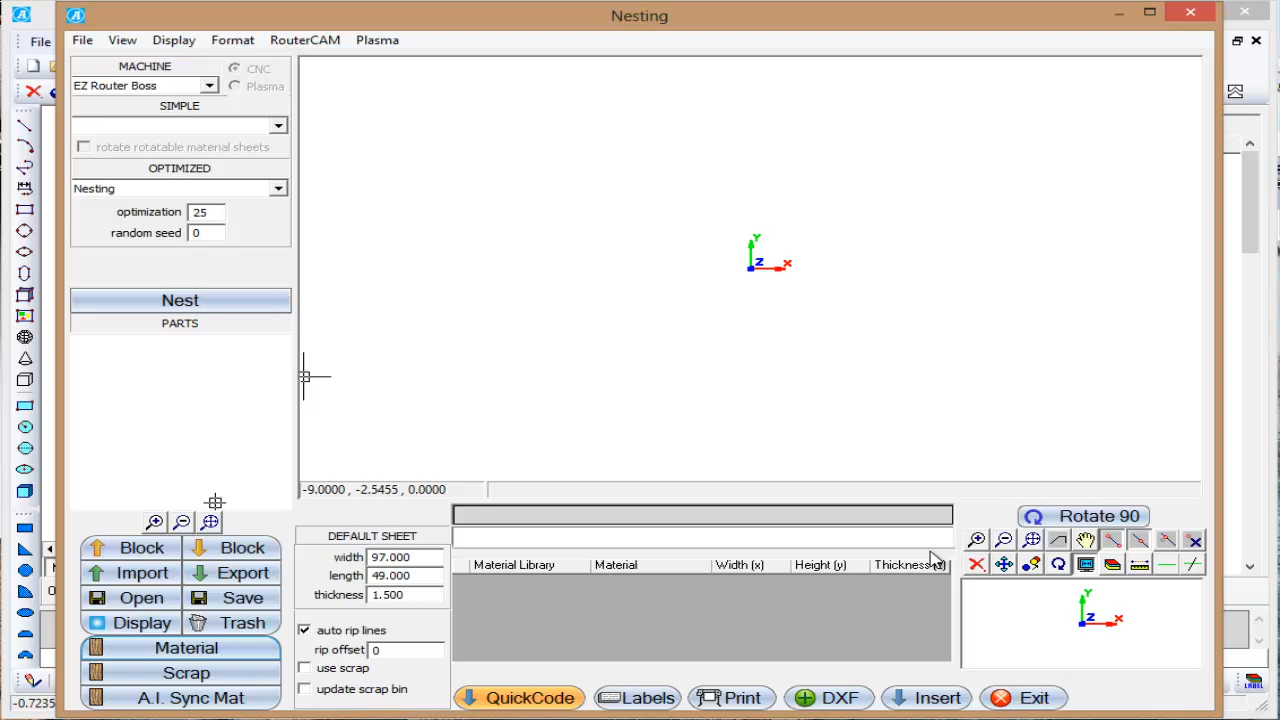 Nesting
File
File View Display Format RouterCAM Plasma
MACHINE
CNC
EZ Router Boss
Plasma
SIMPLE
rotate rotatable material sheets
OPTIMIZED
Nesting
optimization 25
random seed 0
Nest
PARTS
Y
Z X
-9.0000 , -2.5455 , 0.0000
Rotate 90
DEFAULT SHEET
width 97.000
length 49.000
thickness 1.500
Material Library Material Width (x) Height (y) Thickness
Block Block
Import Export
Open Save
Display Trash
Material
Scrap
A.I. Sync Mat
auto rip lines
rip offset 0
use scrap
update scrap bin
Y
Z X
QuickCode Labels Print DXF Insert Exit
-0.7235